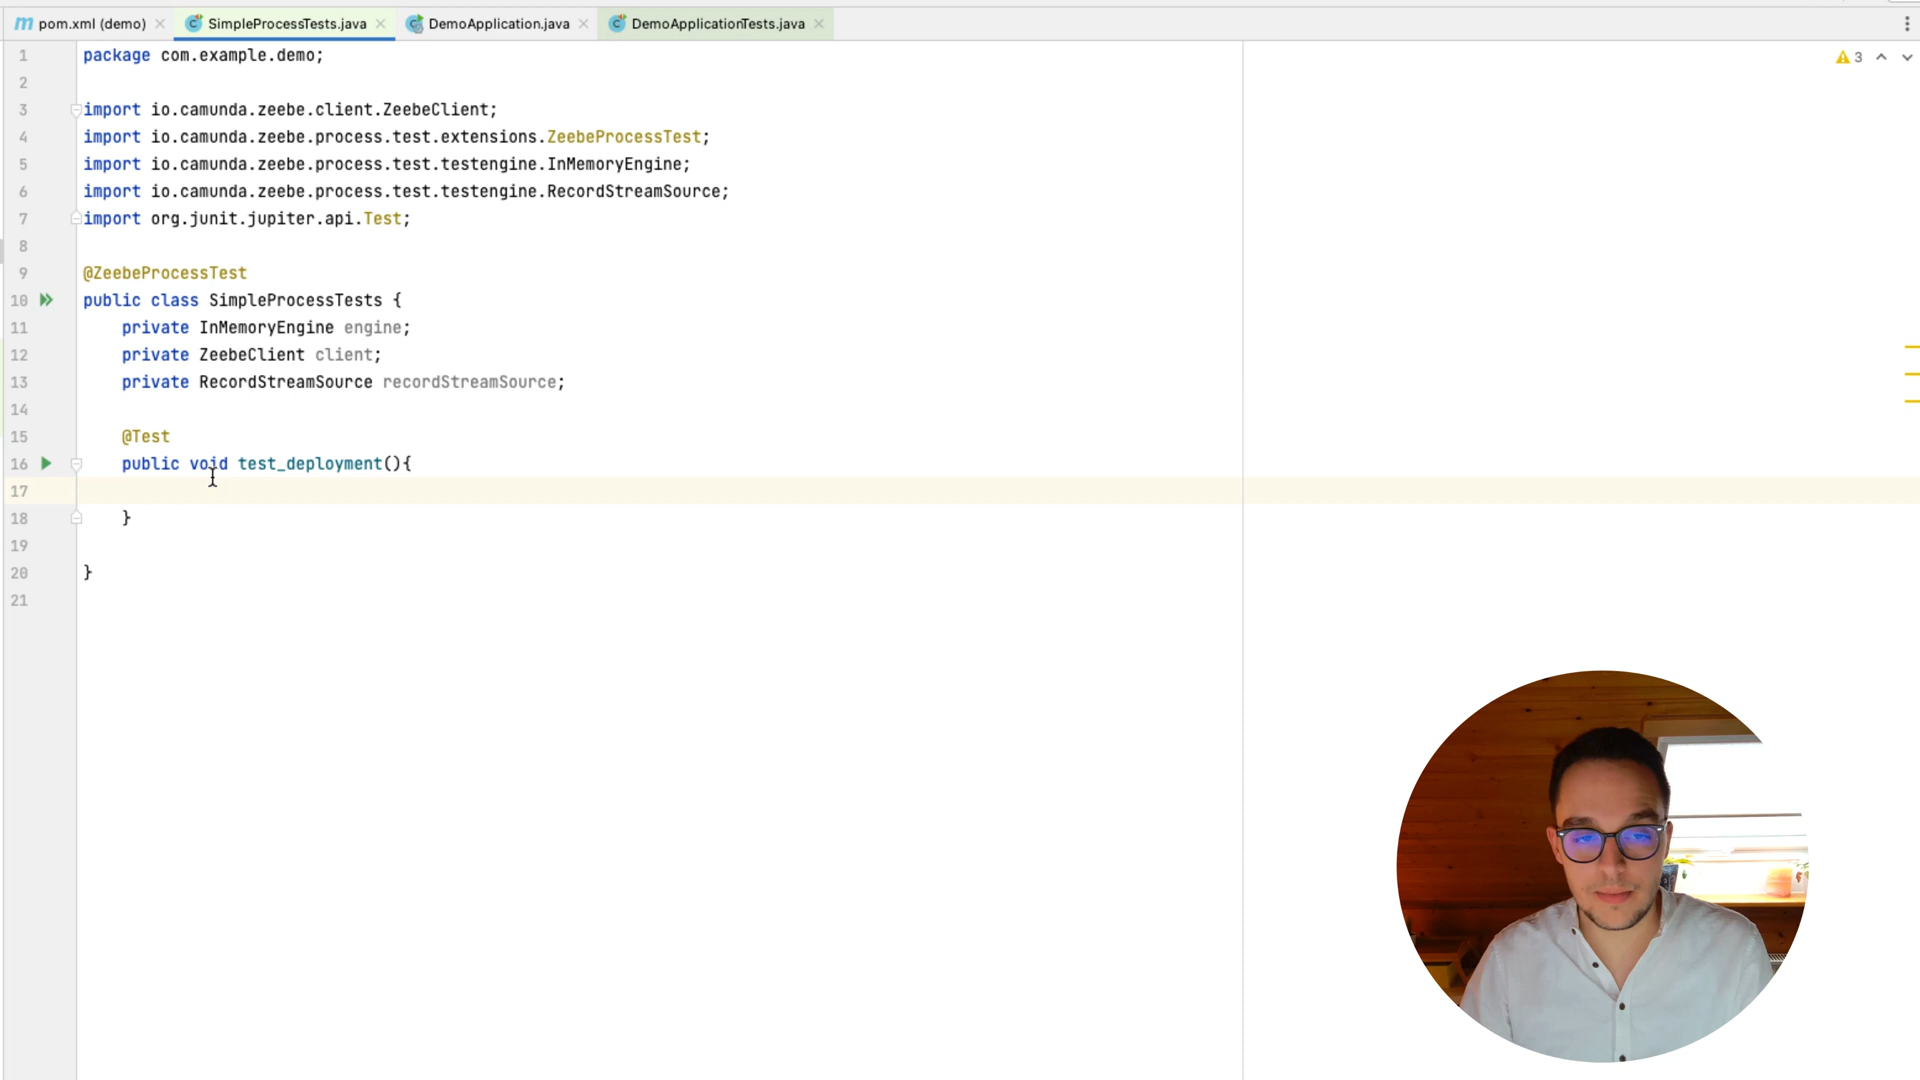 pom.xml (demo) SimpleProcessTests.java DemoApplication.java DemoApplicationTests.java
1 package com.example.demo; 3
2
3 import io.camunda.zeebe.client.ZeebeClient;
4 import io.camunda.zeebe.process.test.extensions.ZeebeProcessTest;
5 import io.camunda.zeebe.process.test.testengine.InMemoryEngine;
6 import io.camunda.zeebe.process.test.testengine.RecordStreamSource;
7 import org.junit.jupiter.api.Test;
8
9 @ZeebeProcessTest
10 public class SimpleProcessTests {
11 private InMemoryEngine engine;
12 private ZeebeClient client;
13 private RecordStreamSource recordStreamSource;
14
15 @Test
16 public void test_deployment(){
17
18 }
19
20 }
21